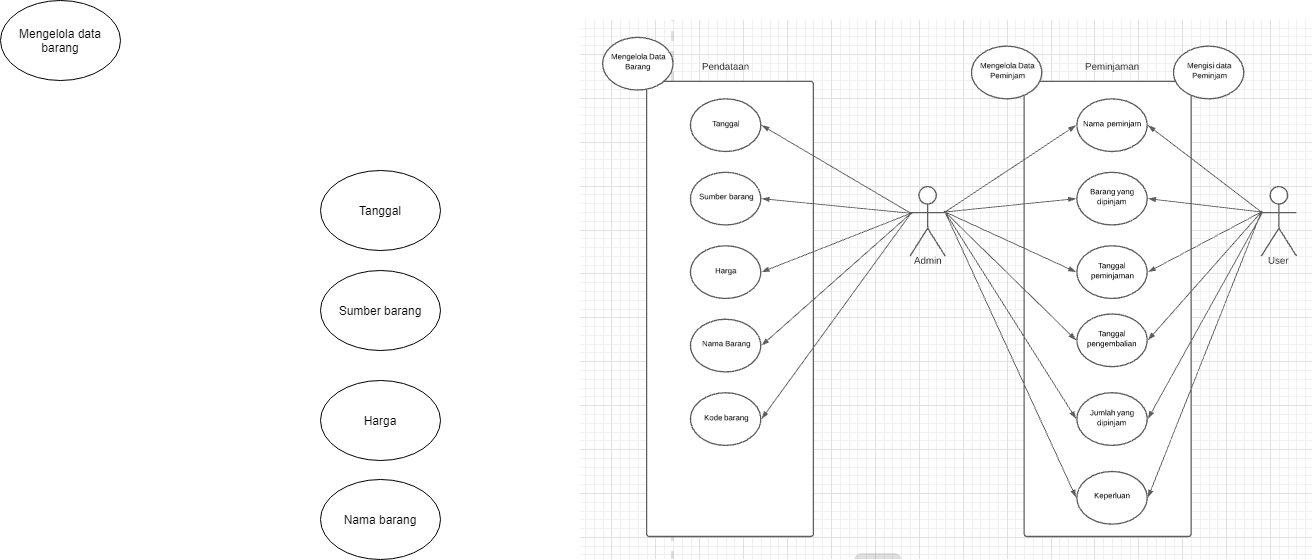 Mengelola data
barang
Tanggal
Sumber barang
Harga
Nama barang
Mengelola Data
Barang
Pendataan
Tanggal
Sumber barang
Harga
Nama Barang
Kode barang
Admin
Mengelola Data
Peminjam
Peminjaman
Mengisi data
Peminjam
Nama peminjam
Barang yang
dipinjam
Tanggal
peminjaman
Tanggal
pengembalian
Jumlah yang
dipinjam
Keperluan
User